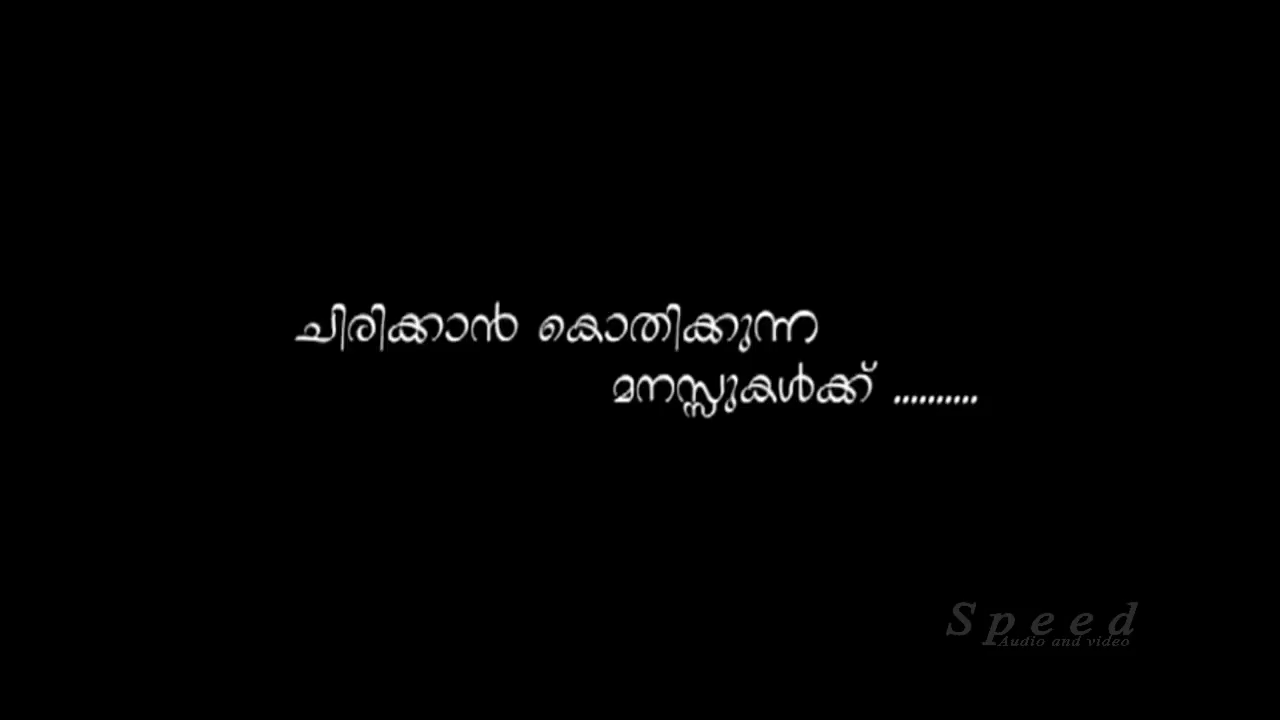 ചിരിക്കാൻ കൊതിക്കുന്ന
മനസ്സുകൾക്ക് ..........
Speed
Audio and video